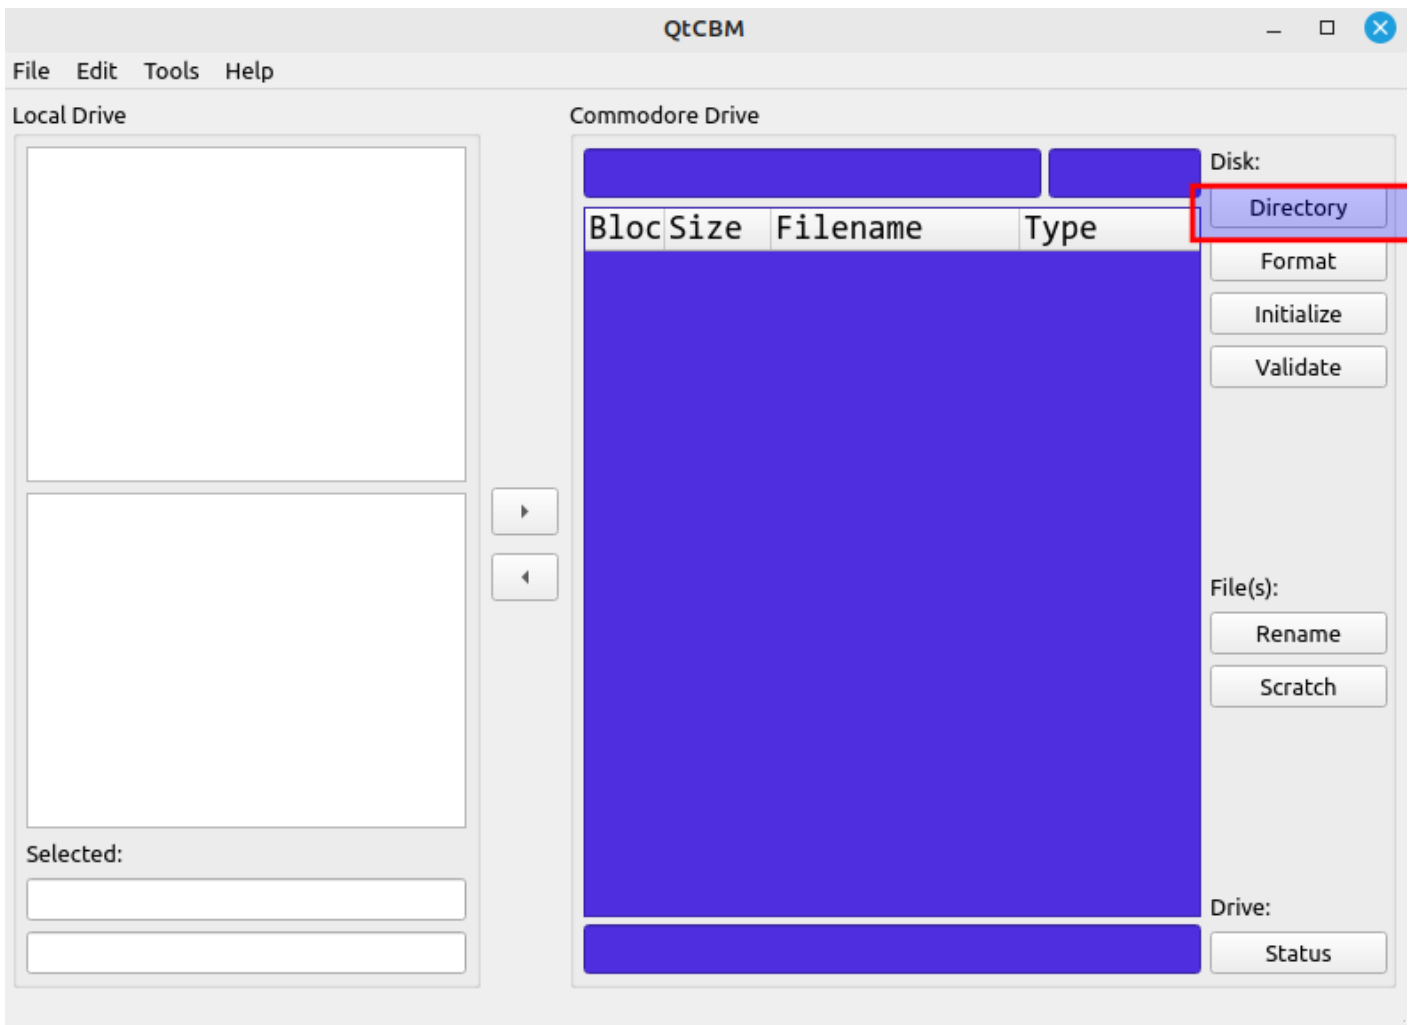 QtCBM
File Edit Tools Help
Local Drive
Commodore Drive
Disk:
Directory
Bloc Size Filename Type
Format
Initialize
Validate
File(s):
Rename
Scratch
Selected:
Drive:
Status